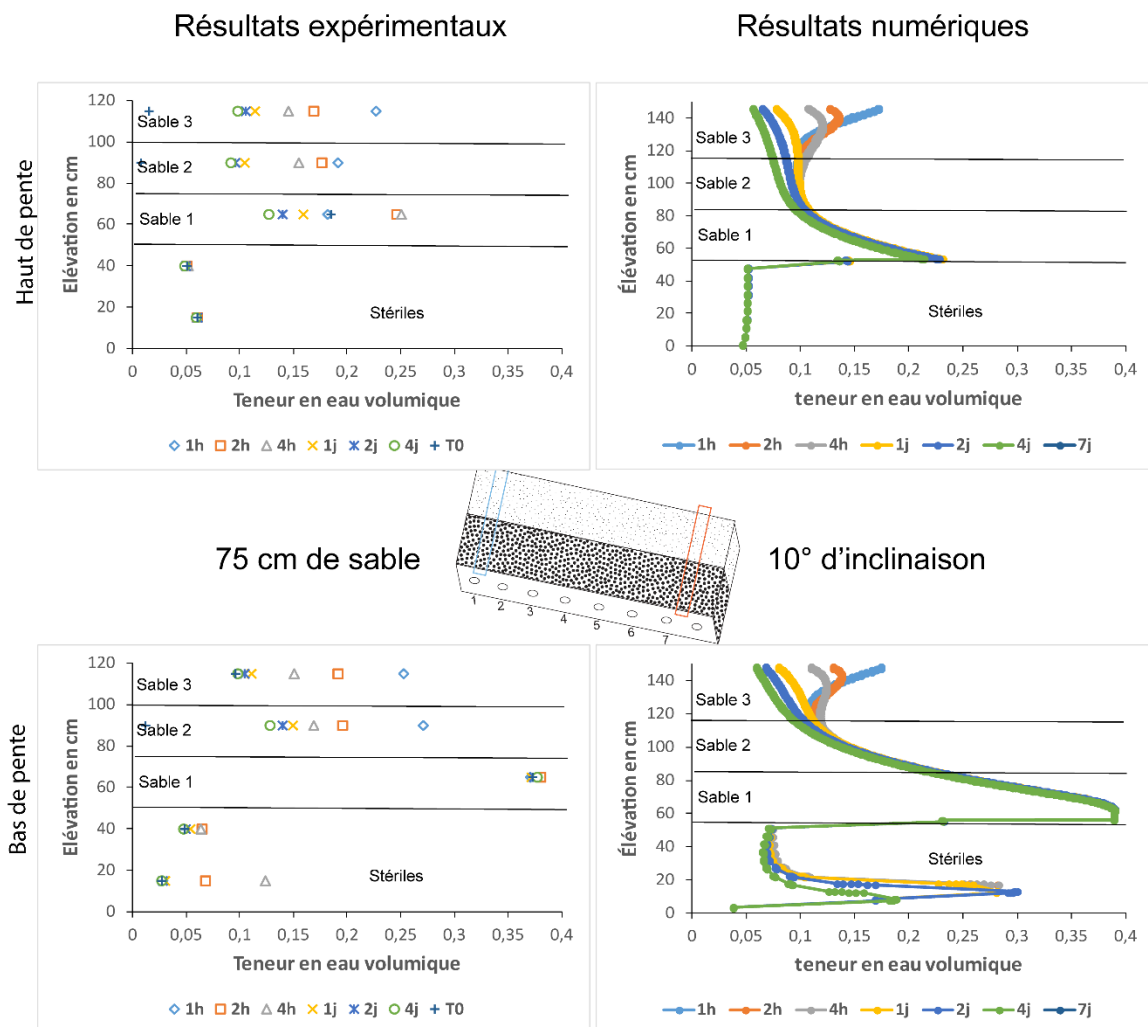 Résultats expérimentaux
Résultats numériques
Haut de pente
Elévation en cm
120
100
80
60
40
20
0
Sable 3
Sable 2
Sable 1
Stériles
0 0,05 0,1 0,15 0,2 0,25 0,3 0,35 0,4
Teneur en eau volumique
1h 2h 4h 1j 2j 4j T0
Élévation en cm
140
120
100
80
60
40
20
0
Sable 3
Sable 2
Sable 1
Stériles
0 0,05 0,1 0,15 0,2 0,25 0,3 0,35 0,4
teneur en eau volumique
1h 2h 4h 1j 2j 4j 7j
75 cm de sable
1 2 3 4 5 6 7
10° d’inclinaison
Bas de pente
Elévation en cm
120
100
80
60
40
20
0
Sable 3
Sable 2
Sable 1
Stériles
0 0,05 0,1 0,15 0,2 0,25 0,3 0,35 0,4
Teneur en eau volumique
1h 2h 4h 1j 2j 4j T0
Élévation en cm
140
120
100
80
60
40
20
0
Sable 3
Sable 2
Sable 1
Stériles
0 0,05 0,1 0,15 0,2 0,25 0,3 0,35 0,4
teneur en eau volumique
1h 2h 4h 1j 2j 4j 7j